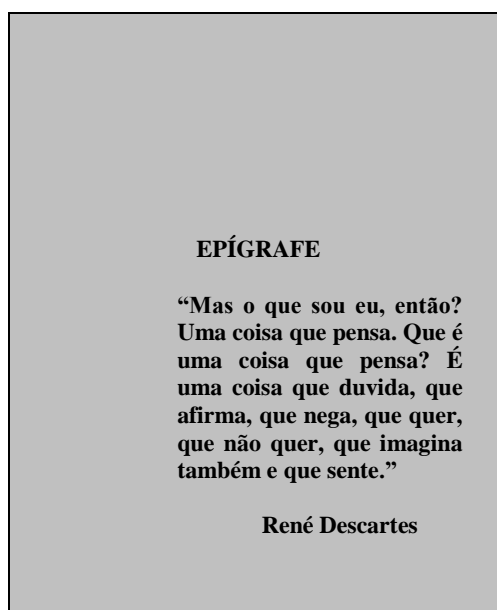 EPÍGRAFE
“Mas o que sou eu, então?
Uma coisa que pensa. Que é
uma coisa que pensa? É
uma coisa que duvida, que
afirma, que nega, que quer,
que não quer, que imagina
também e que sente.”
René Descartes